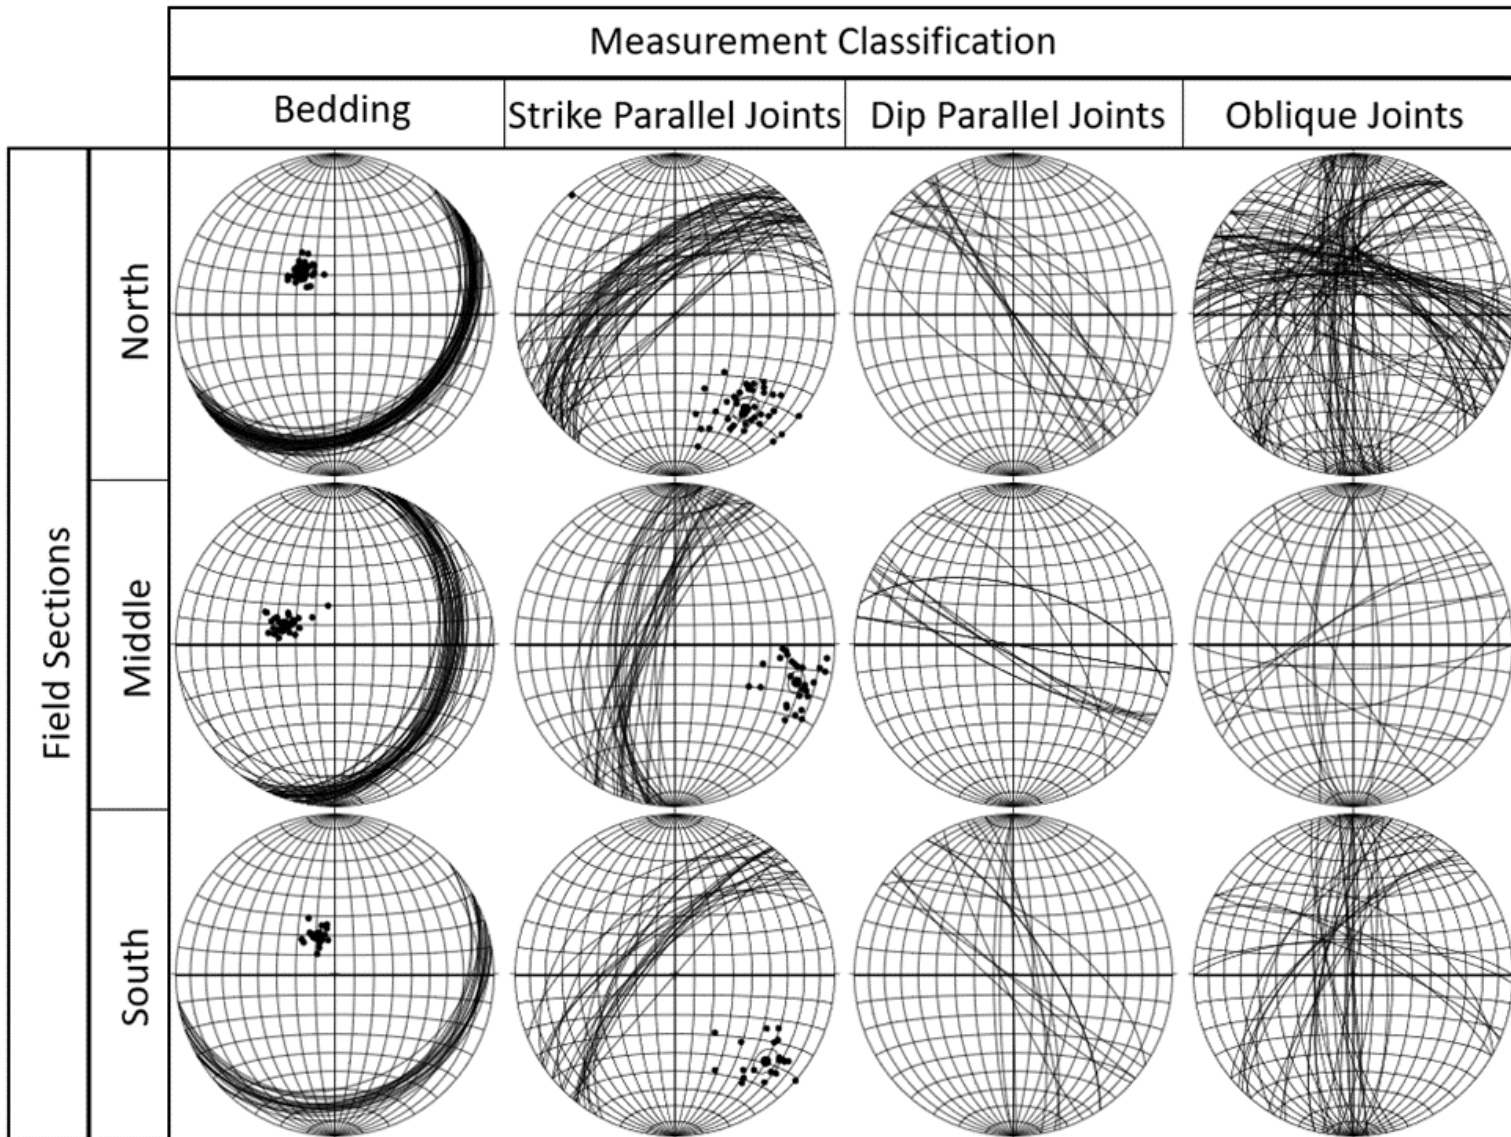 Measurement Classification
Bedding
Strike Parallel Joints
Dip Parallel Joints
Oblique Joints
Field Sections
North
Middle
South